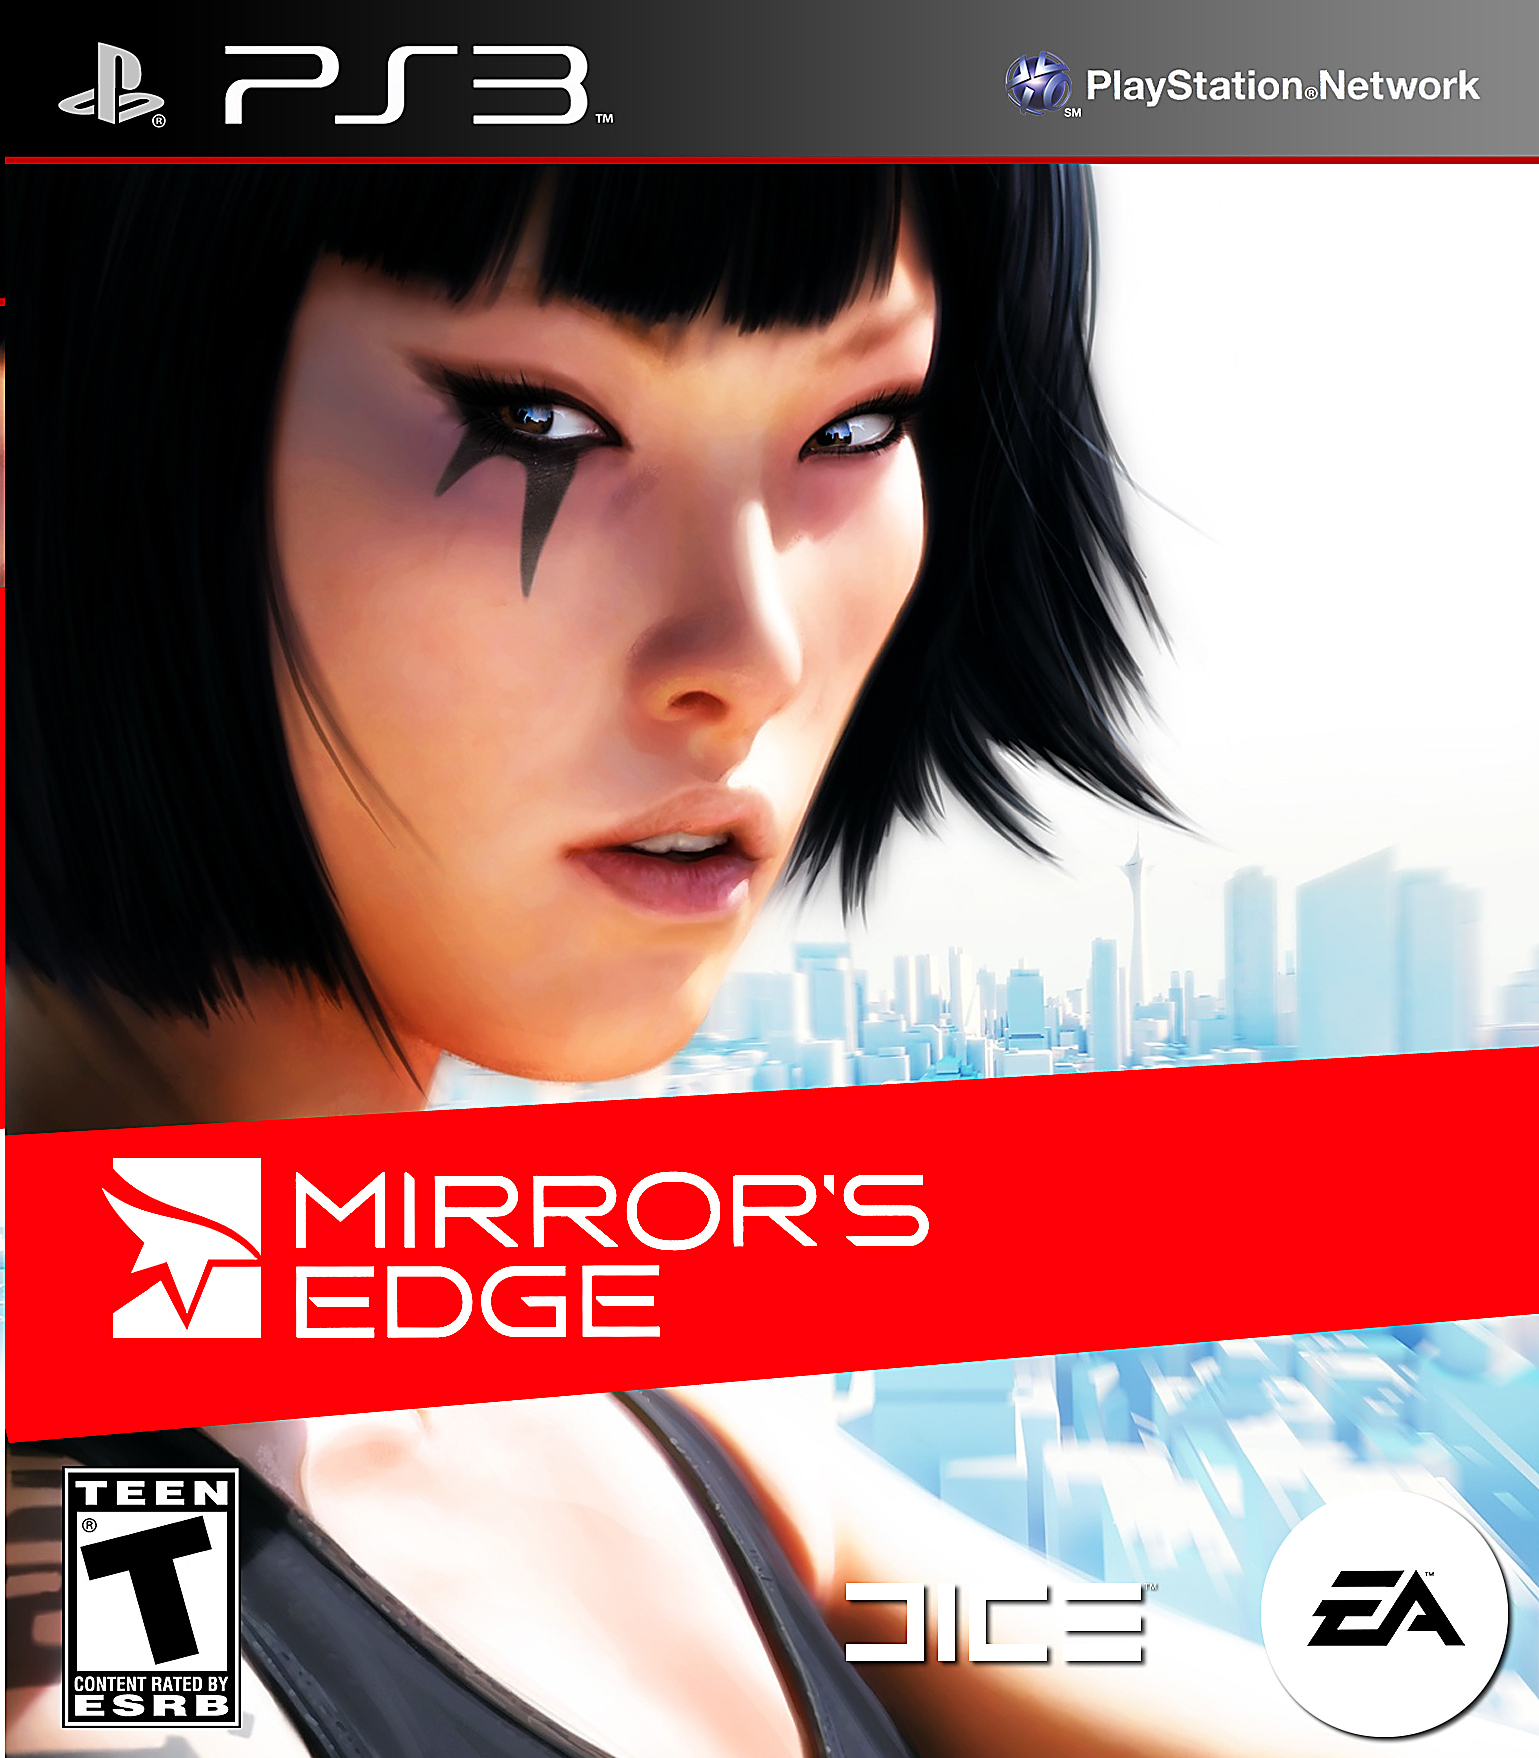 PS3™
PlayStation®Network
SM
MIRROR'S
EDGE
TEEN
®
T
CONTENT RATED BY
ESRB
DICE™
EA™